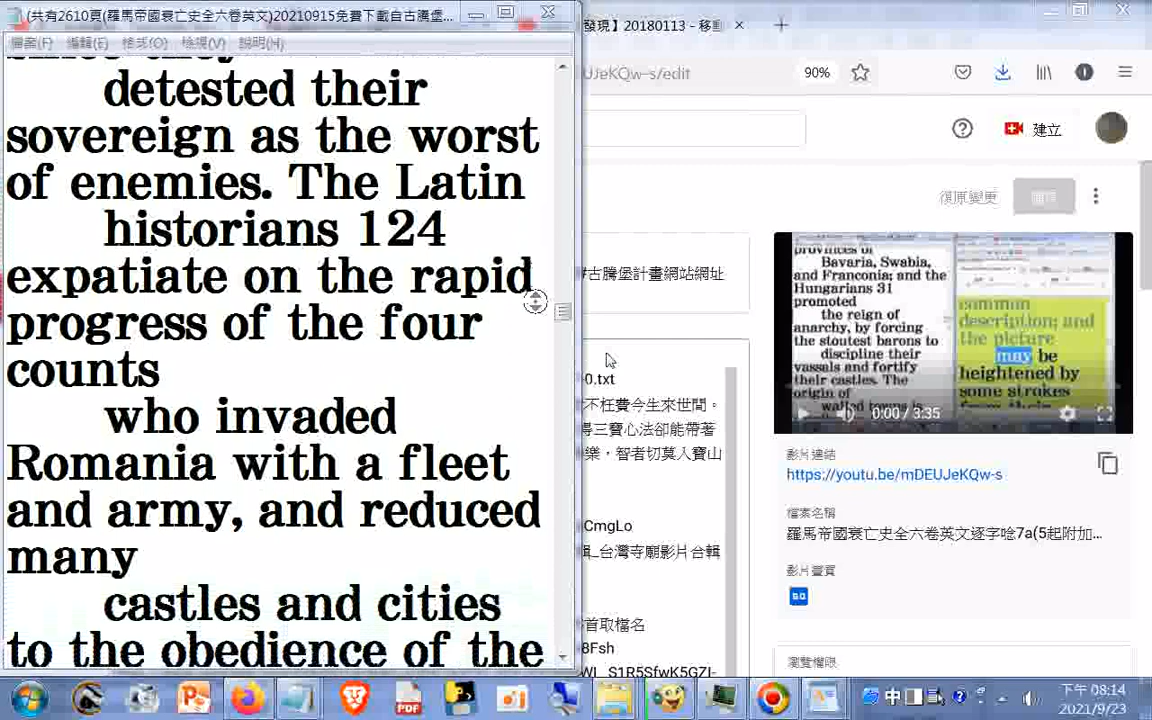 (共有2610頁(羅馬帝國衰亡史全六卷英文)20210915免費下載自古騰堡...
檔案(F) 編輯(E) 格式(O) 檢視(V) 說明(H)
detested their
sovereign as the worst
of enemies. The Latin
historians 124
expatiate on the rapid
progress of the four
counts
who invaded
Romania with a fleet
and army, and reduced
many
castles and cities
to the obedience of the
發現】20180113 - 移動
UJeKQw-s/edit
90%
建立
復原變更
#古騰堡計畫網站網址
-0.txt
不枉費今生來世間。
得三寶心法卻能帶著
樂，智者切莫入寶山
CmgLo
_台灣寺廟影片合輯
首取檔名
8Fsh
WI_S1R5SfwK5GZI-
provinces of
Bavaria, Swabia,
and Franconia; and the
Hungarians 31
promoted
the reign of
anarchy, by forcing
the stoutest barons to
discipline their
vassals and fortify
their castles. The
origin of
walled towns is
common
description; and
the picture
may be
heightened by
some strokes
0:00 / 3:35
影片連結
https://youtu.be/mDEUJeKQw-s
檔案名稱
羅馬帝國衰亡史全六卷英文逐字唸7a(5起附加...
影片畫質
瀏覽權限
中
下午 08:14
2021/9/23